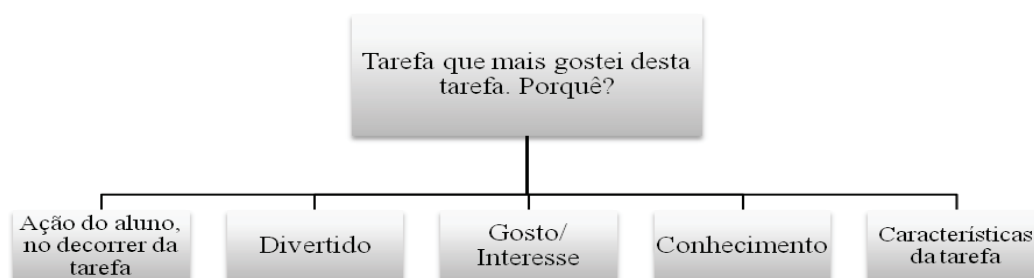 Tarefa que mais gostei desta
tarefa. Porquê?
Ação do aluno,
no decorrer da
tarefa
Divertido
Gosto/
Interesse
Conhecimento
Características
da tarefa